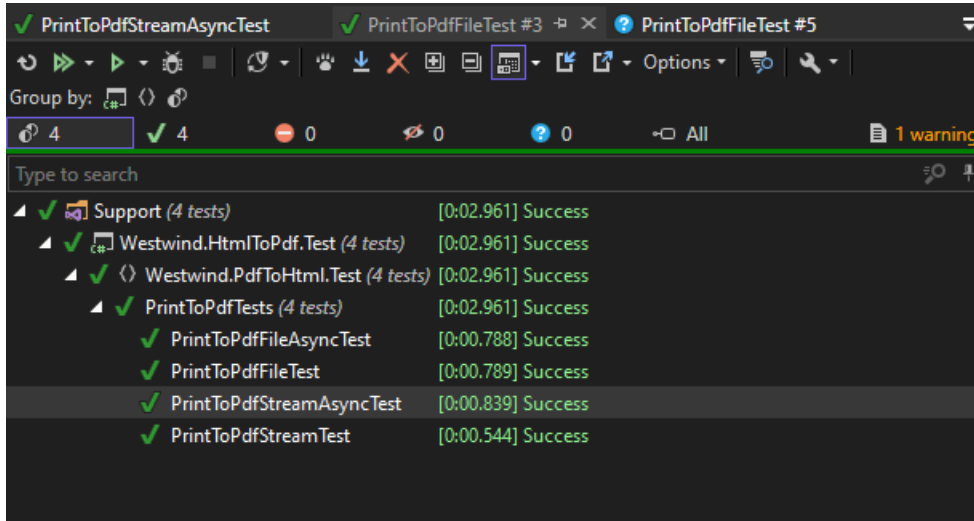 PrintToPdfStreamAsyncTest PrintToPdfFileTest #3 PrintToPdfFileTest #5
Options
Group by: C#
4 4 0 0 0 All 1 warning
Type to search
Support (4 tests) [0:02.961] Success
C# Westwind.HtmlToPdf.Test (4 tests) [0:02.961] Success
Westwind.PdfToHtml.Test (4 tests) [0:02.961] Success
PrintToPdfTests (4 tests) [0:02.961] Success
PrintToPdfFileAsyncTest [0:00.788] Success
PrintToPdfFileTest [0:00.789] Success
PrintToPdfStreamAsyncTest [0:00.839] Success
PrintToPdfStreamTest [0:00.544] Success